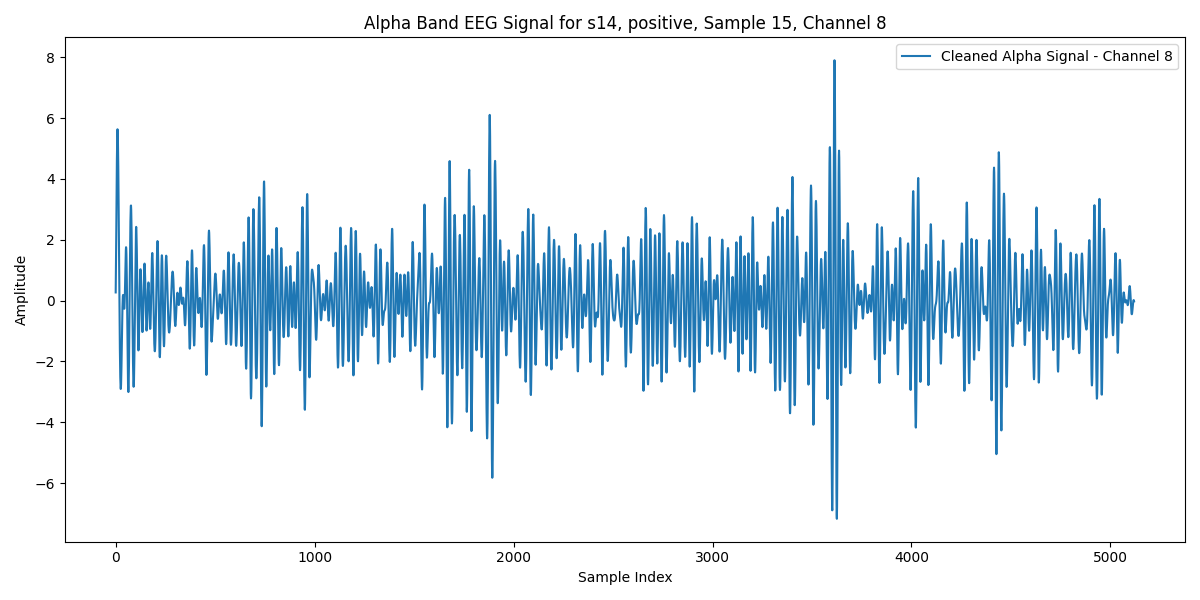 Alpha Band EEG Signal for s14, positive, Sample 15, Channel 8
Cleaned Alpha Signal - Channel 8
Amplitude
8
6
4
2
0
−2
−4
−6
0 1000 2000 3000 4000 5000
Sample Index